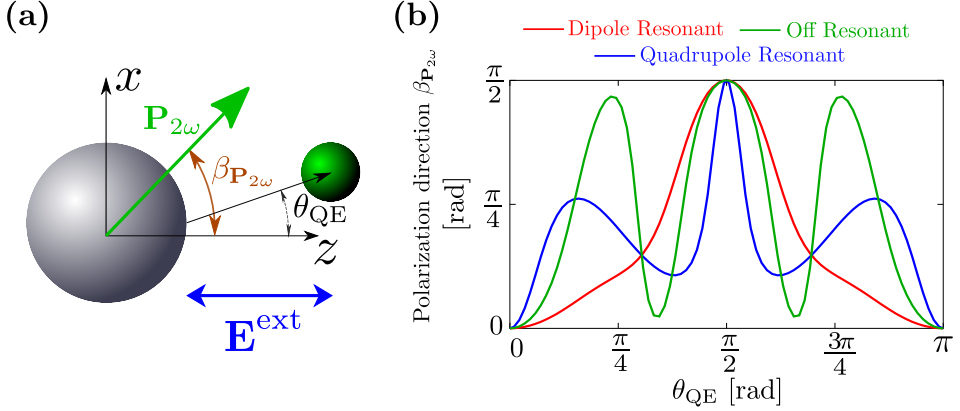 (a)
x
P2ω
βP2ω
θQE
z
E^ext
(b)
Dipole Resonant
Off Resonant
Quadrupole Resonant
Polarization direction βP2ω
[rad]
π/2
π/4
0
0
π/4
π/2
3π/4
π
θQE [rad]